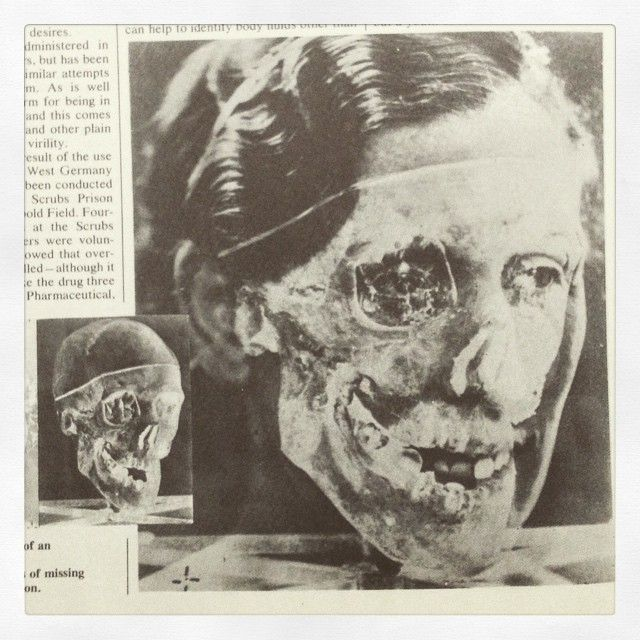 can help to identify body fluids other than
desires.
dministered in
s, but has been
imilar attempts
m. As is well
rm for being in
and this comes
and other plain
virility.
esult of the use
West Germany
been conducted
Scrubs Prison
old Field. Four-
at the Scrubs
ers were volun-
owed that over-
lled—although it
e the drug three
Pharmaceutical.
of an
of missing
on.